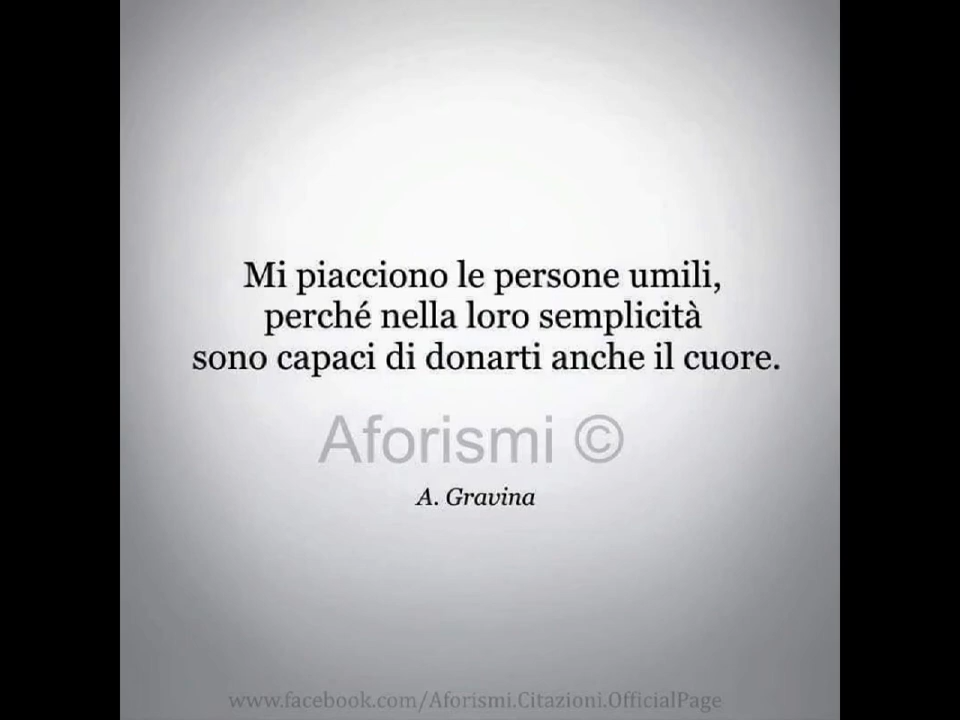 Mi piacciono le persone umili,
perché nella loro semplicità
sono capaci di donarti anche il cuore.
Aforismi ©
A. Gravina
www.facebook.com/Aforismi.Citazioni.OfficialPage